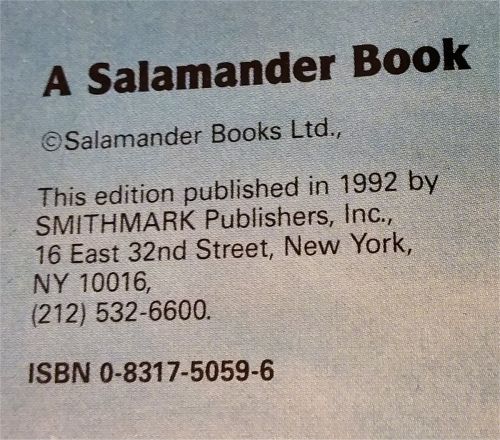 A Salamander Book
©Salamander Books Ltd.,
This edition published in 1992 by
SMITHMARK Publishers, Inc.,
16 East 32nd Street, New York,
NY 10016,
(212) 532-6600.
ISBN 0-8317-5059-6